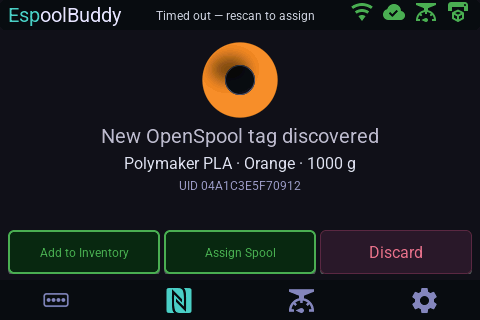 EspoolBuddy
Timed out — rescan to assign
New OpenSpool tag discovered
Polymaker PLA · Orange · 1000 g
UID 04A1C3E5F70912
Add to Inventory
Assign Spool
Discard